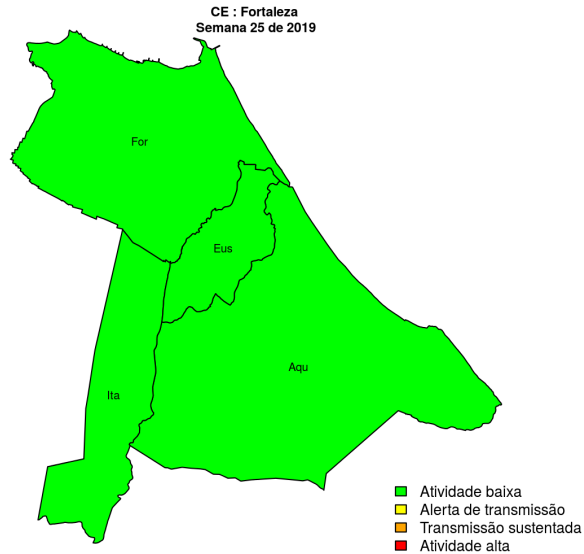 CE : Fortaleza
Semana 25 de 2019
For
Eus
Aqu
Ita
Atividade baixa
Alerta de transmissão
Transmissão sustentada
Atividade alta